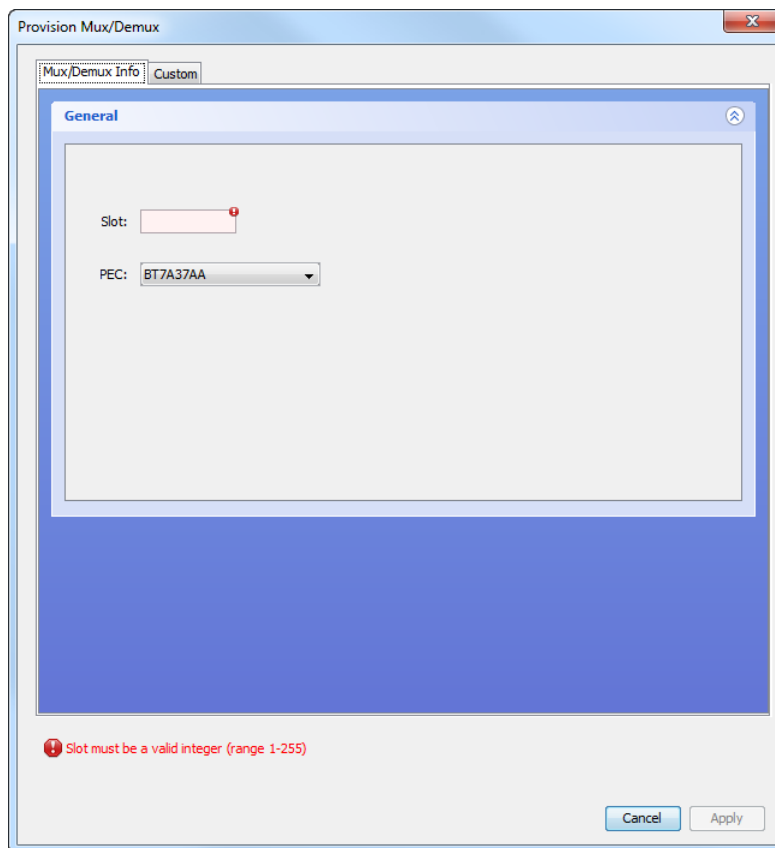 Provision Mux/Demux
Mux/Demux Info Custom
General
Slot:
PEC: BT7A37AA
Slot must be a valid integer (range 1-255)
Cancel Apply